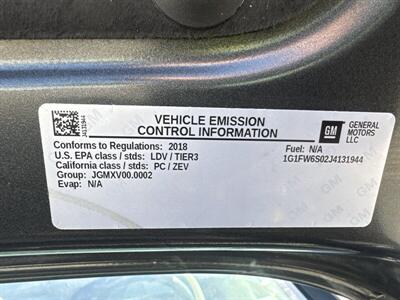 VEHICLE EMISSION
CONTROL INFORMATION
GM
GENERAL
MOTORS
LLC
J4131944
Conforms to Regulations: 2018
Fuel: N/A
U.S. EPA class / stds: LDV / TIER3
1G1FW6S02J4131944
California class / stds: PC / ZEV
Group: JGMXV00.0002
Evap: N/A